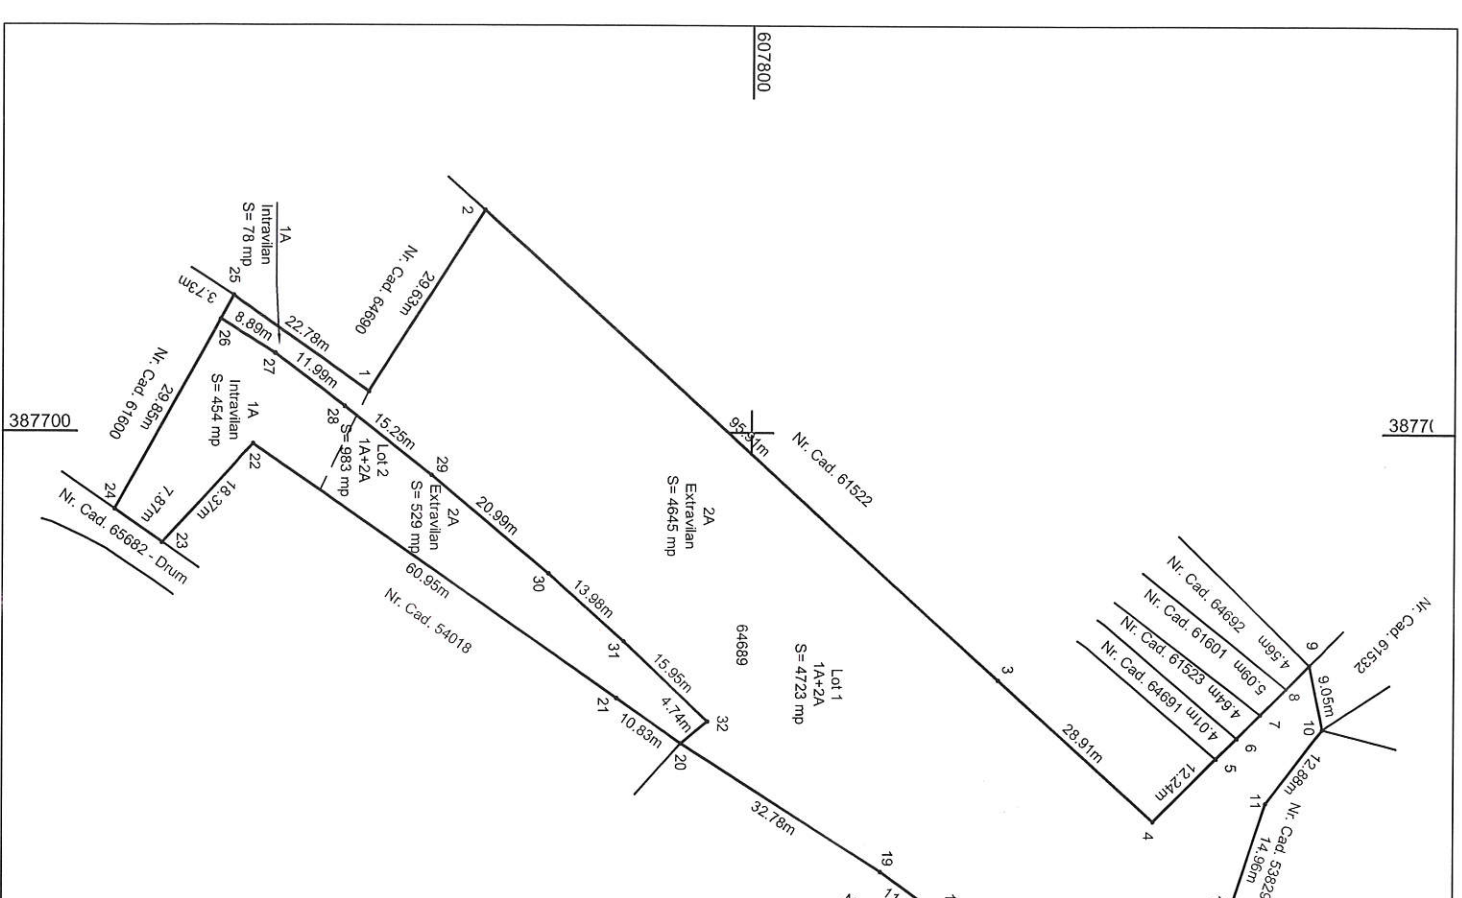 607800
2
Nr. Cad. 64690
29.63m
1A
Intravilan
S= 78 mp
25
3.73m
26
8.89m
22.78m
27
11.99m
1
28
387700
3877(
Nr. Cad. 61600
29.85m
1A
Intravilan
S= 454 mp
22
18.37m
24
7.87m
23
Nr. Cad. 65682 - Drum
15.25m
Lot 2
1A+2A
S= 983 mp
29
2A
Extravilan
S= 529 mp
20.99m
60.95m
Nr. Cad. 54018
30
13.98m
31
15.95m
4.74m
32
21
10.83m
20
95.91m
Nr. Cad. 61522
2A
Extravilan
S= 4645 mp
64689
Lot 1
1A+2A
S= 4723 mp
3
28.91m
4
12.24m
5
6
7
8
9
Nr. Cad. 64692
4.56m
Nr. Cad. 61601
5.09m
Nr. Cad. 61523
4.64m
Nr. Cad. 64691
4.01m
Nr. Cad. 61532
9.05m
10
12.88m
11
Nr. Cad. 53829
14.96m
32.78m
19
11